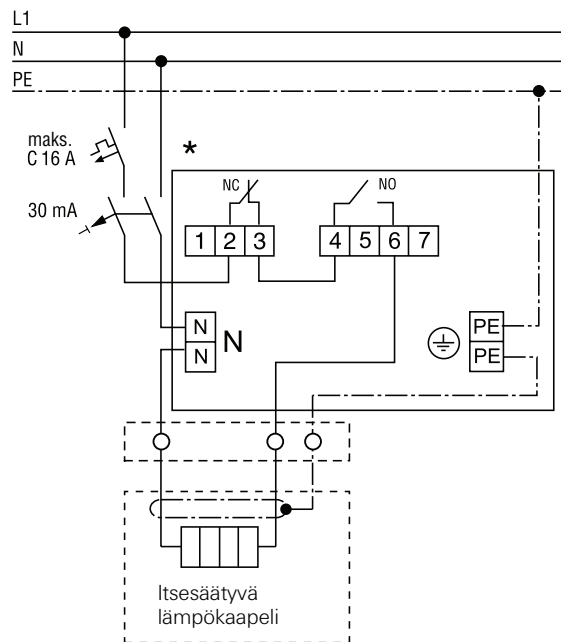 L1
N
PE
maks.
C 16 A
*
30 mA
NC
NO
1 2 3
4 5 6 7
N
N
N
PE
PE
Itsesäätyvä
lämpökaapeli